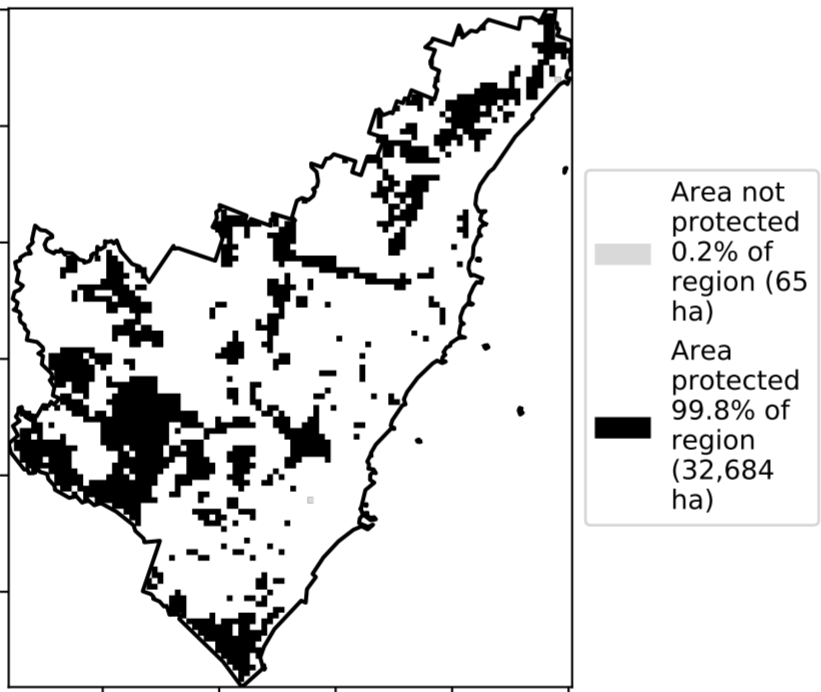 Area not
protected
0.2% of
region (65
ha)
Area
protected
99.8% of
region
(32,684
ha)